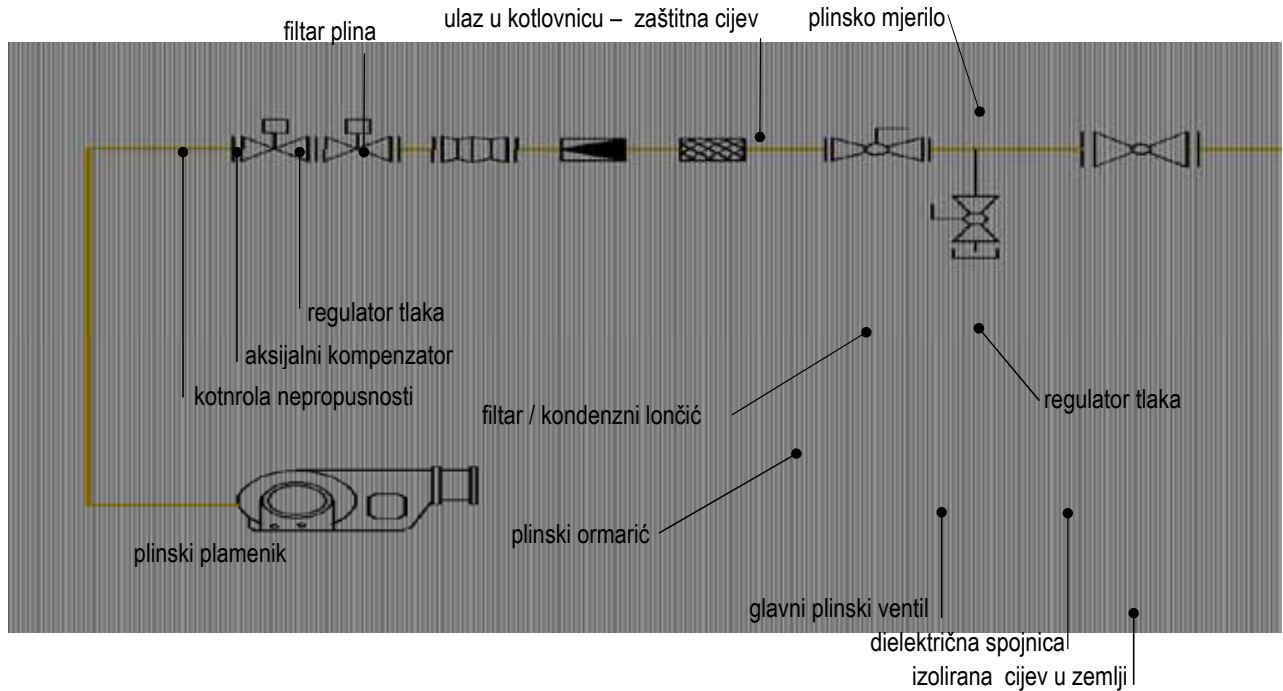 ulaz u kotlovnicu – zaštitna cijev
plinsko mjerilo
filtar plina
regulator tlaka
aksijalni kompenzator
kotnrola nepropusnosti
filtar / kondenzni lončić
regulator tlaka
plinski ormarić
plinski plamenik
glavni plinski ventil
dielektrična spojnica
izolirana cijev u zemlji